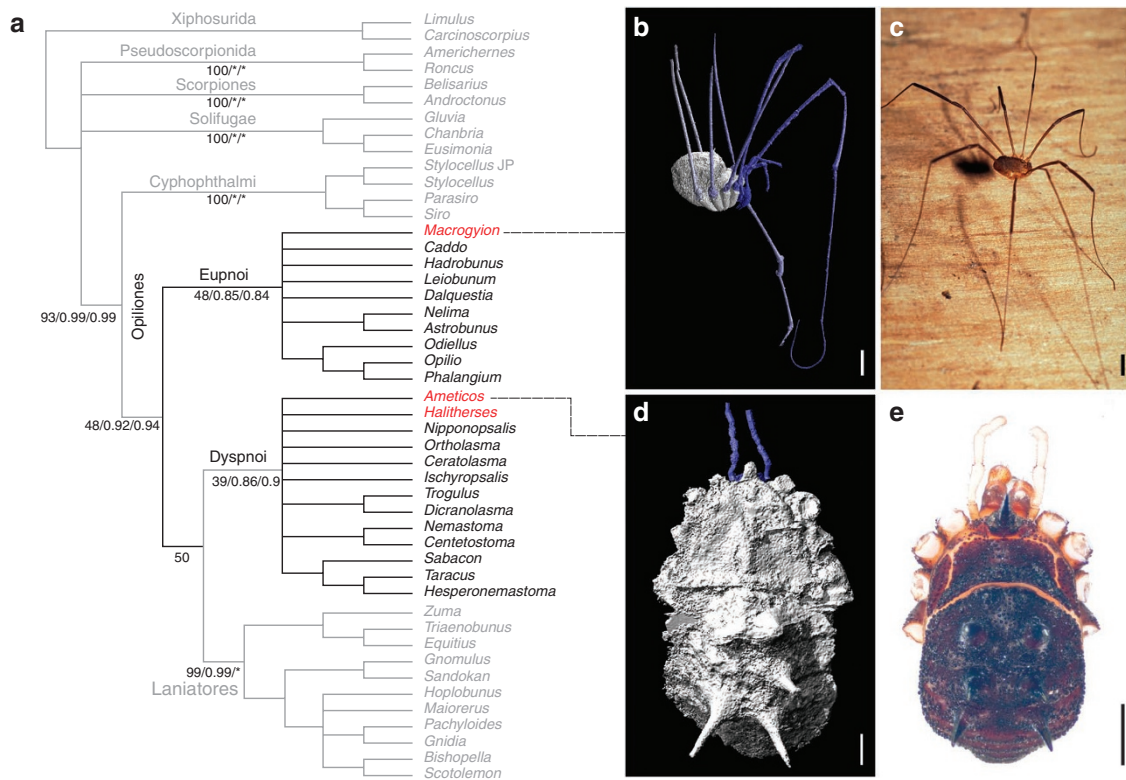 a
Xiphosurida
Limulus
Carcinoscorpius
Pseudoscorpionida
100/*/*
Americhernes
Roncus
Scorpiones
100/*/*
Belisarius
Androctonus
Solifugae
100/*/*
Gluvia
Chanbria
Eusimonia
Cyphophthalmi
100/*/*
Stylocellus JP
Stylocellus
Parasiro
Siro
Opiliones
93/0.99/0.99
Eupnoi
48/0.85/0.84
Macrogyion
Caddo
Hadrobunus
Leiobunum
Dalquestia
Nelima
Astrobunus
Odiellus
Opilio
Phalangium
48/0.92/0.94
Dyspnoi
39/0.86/0.9
Ameticos
Halitherses
Nipponopsalis
Ortholasma
Ceratolasma
Ischyropsalis
Trogulus
Dicranolasma
Nemastoma
Centetostoma
Sabacon
Taracus
Hesperonemastoma
50
99/0.99/*
Laniatores
Zuma
Triaenobunus
Equitius
Gnomulus
Sandokan
Hoplobunus
Maiorerus
Pachyloides
Gnidia
Bishopella
Scotolemon
b
c
d
e